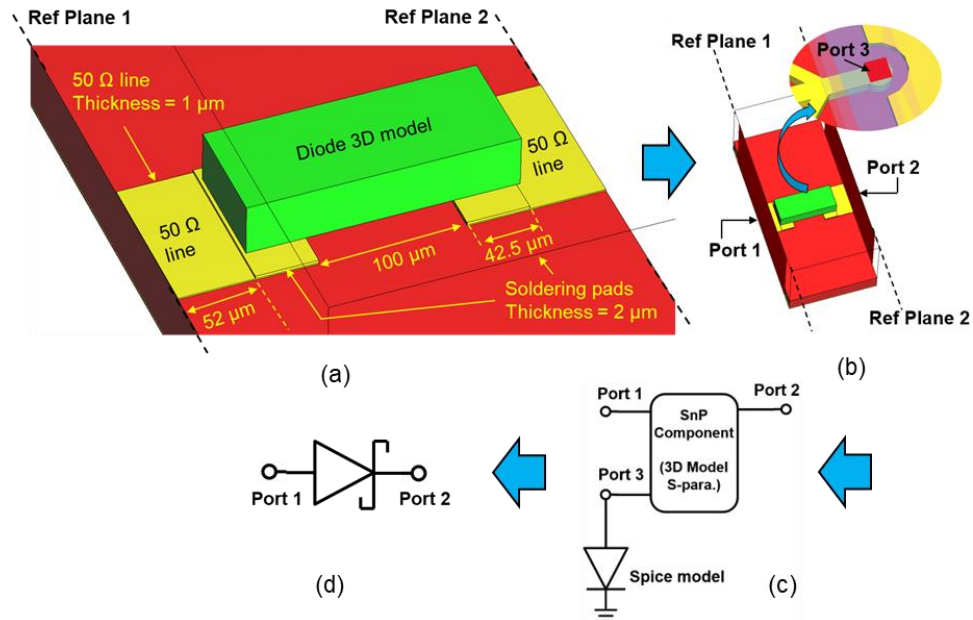 Ref Plane 1
Ref Plane 2
50 Ω line
Thickness = 1 µm
Diode 3D model
50 Ω
line
50 Ω
line
100 µm
42.5 µm
52 µm
Soldering pads
Thickness = 2 µm
(a)
Ref Plane 1
Port 3
Port 2
Port 1
Ref Plane 2
(b)
Port 1
Port 2
SnP
Component
(3D Model
S-para.)
Port 3
Spice model
(c)
Port 1
Port 2
(d)